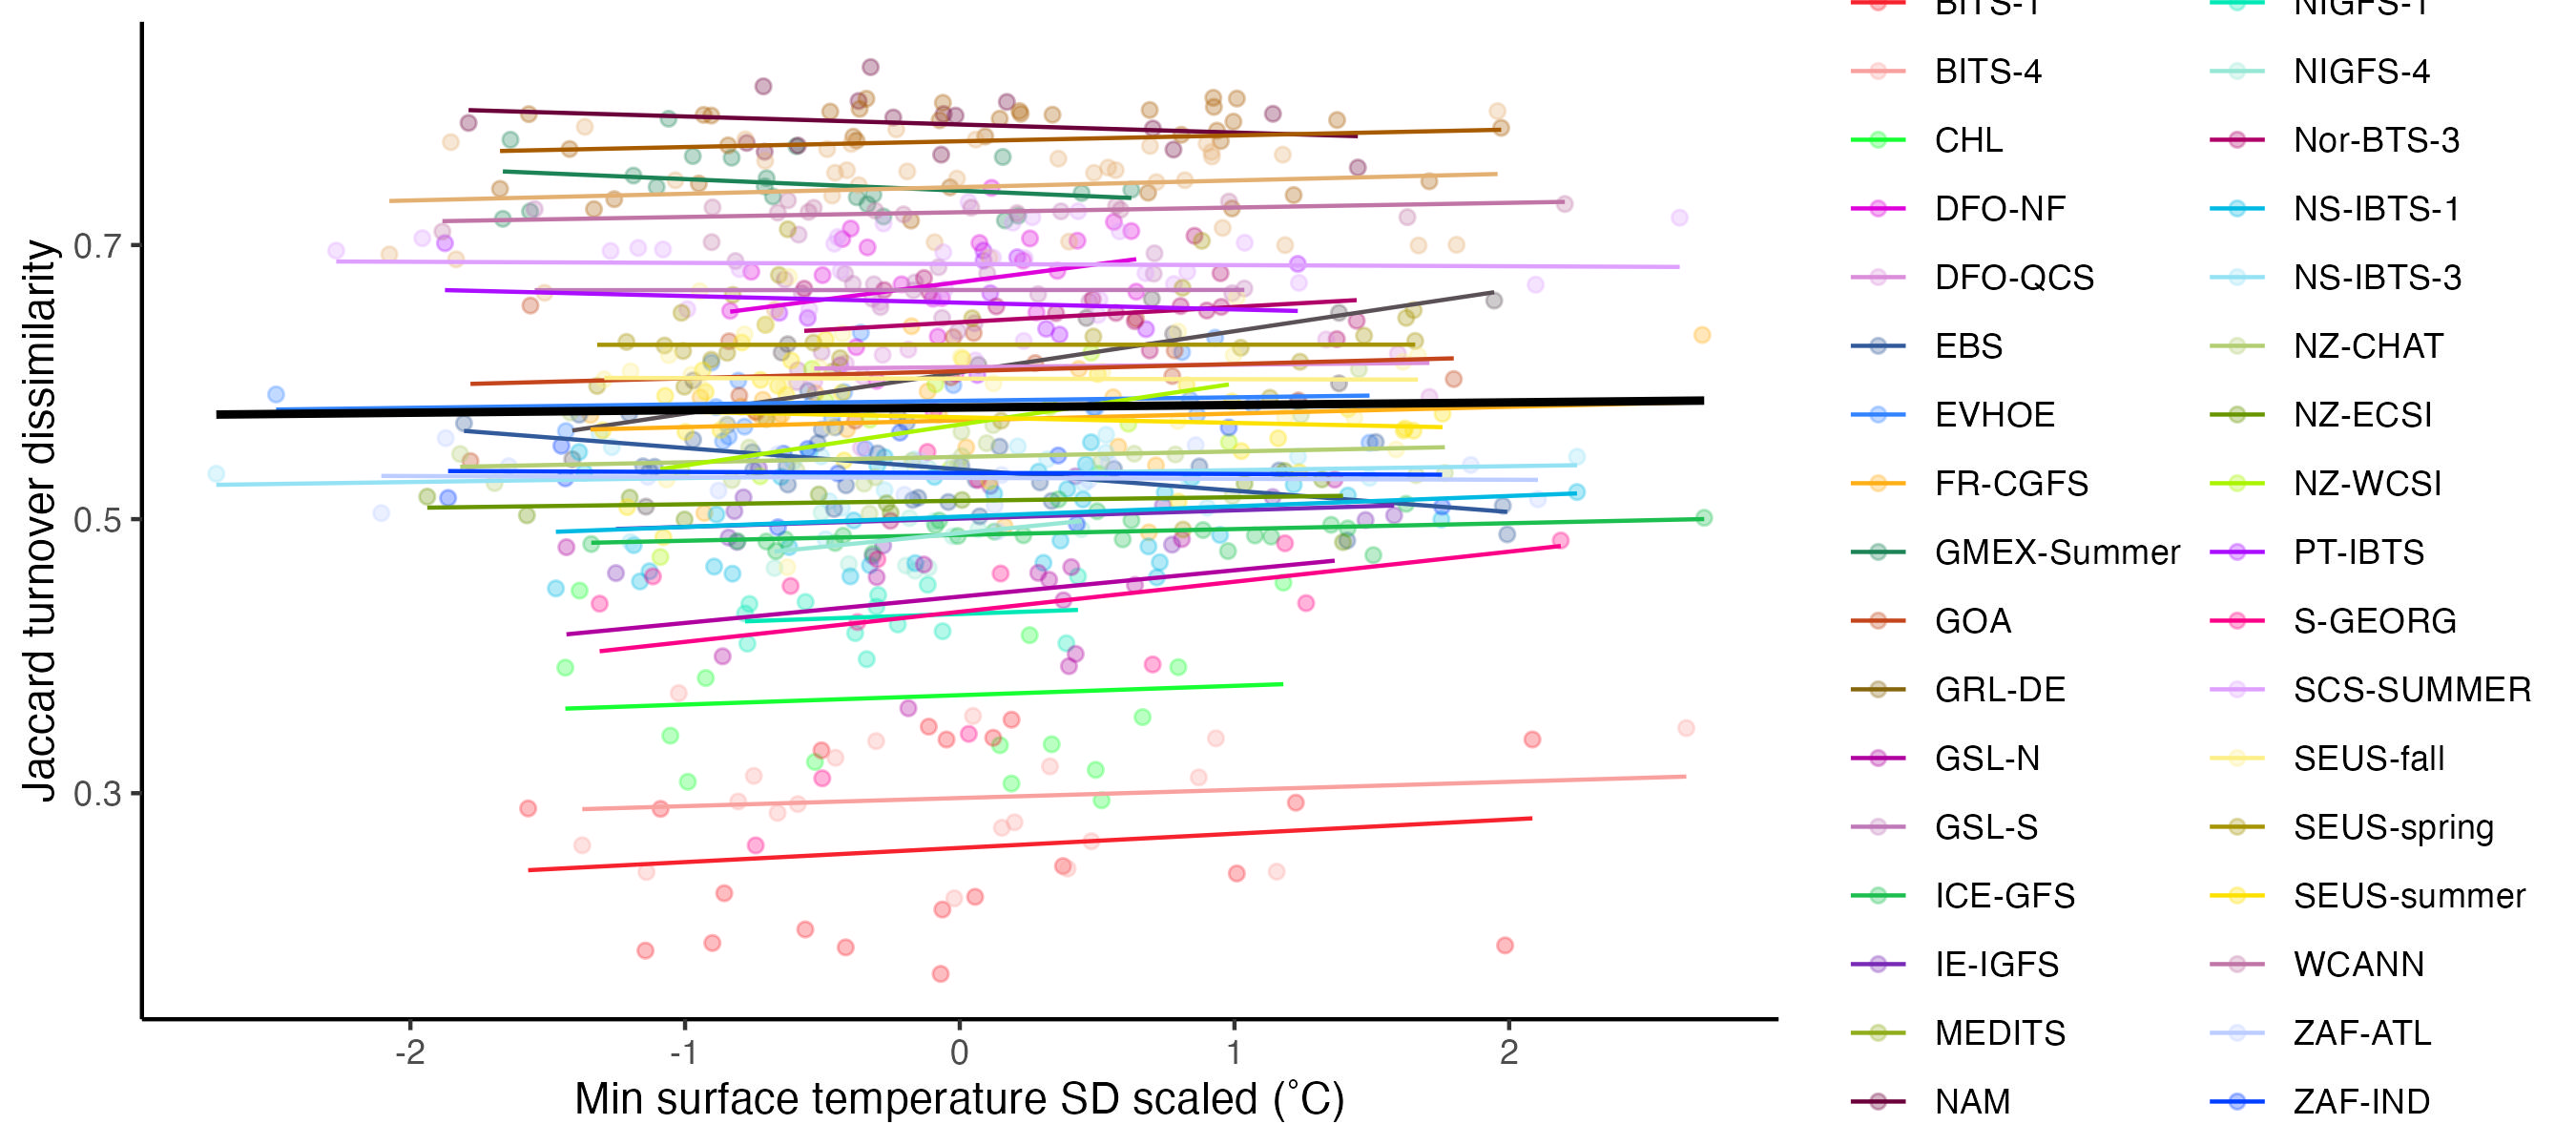 BITS-1 NIGFS-1
BITS-4 NIGFS-4
CHL Nor-BTS-3
DFO-NF NS-IBTS-1
DFO-QCS NS-IBTS-3
EBS NZ-CHAT
EVHOE NZ-ECSI
FR-CGFS NZ-WCSI
GMEX-Summer PT-IBTS
GOA S-GEORG
GRL-DE SCS-SUMMER
GSL-N SEUS-fall
GSL-S SEUS-spring
ICE-GFS SEUS-summer
IE-IGFS WCANN
MEDITS ZAF-ATL
NAM ZAF-IND
Jaccard turnover dissimilarity
0.7
0.5
0.3
-2 -1 0 1 2
Min surface temperature SD scaled (˚C)